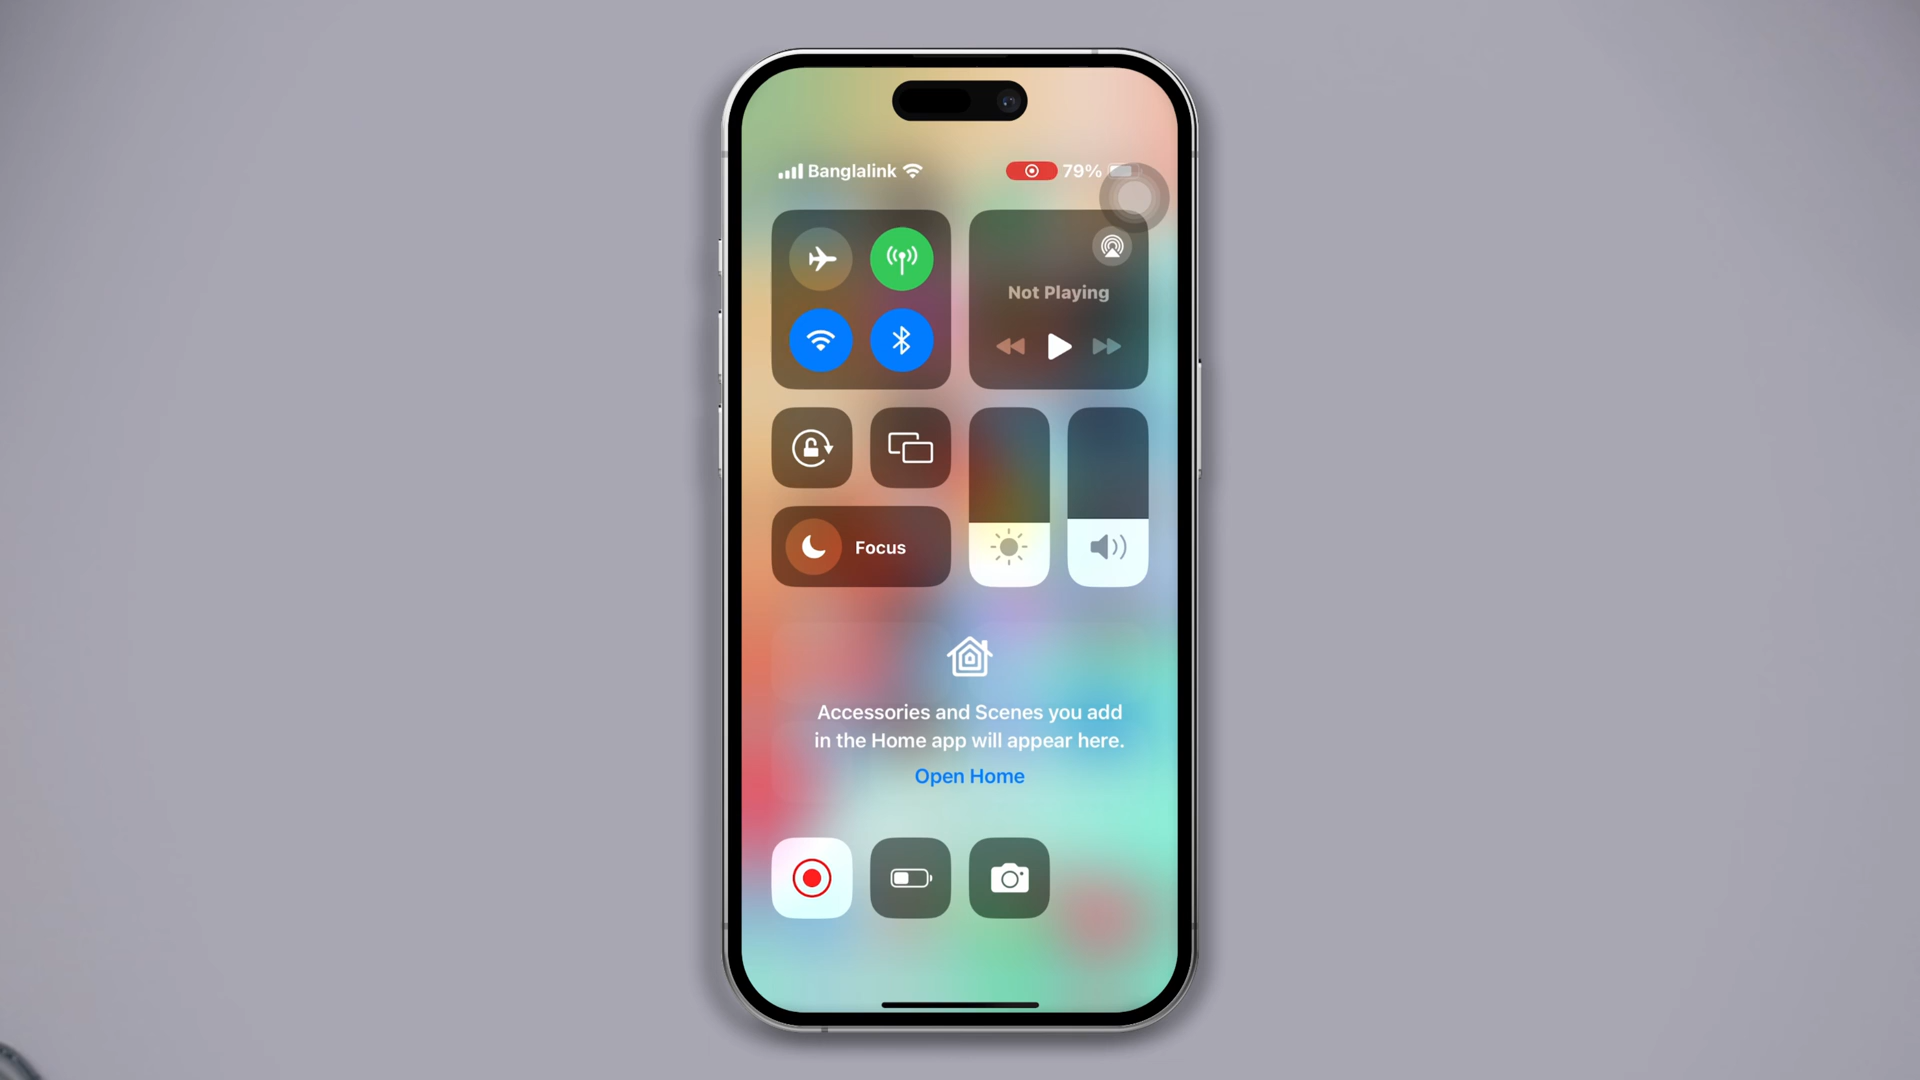 Banglalink
79%
Not Playing
Focus
Accessories and Scenes you add
in the Home app will appear here.
Open Home